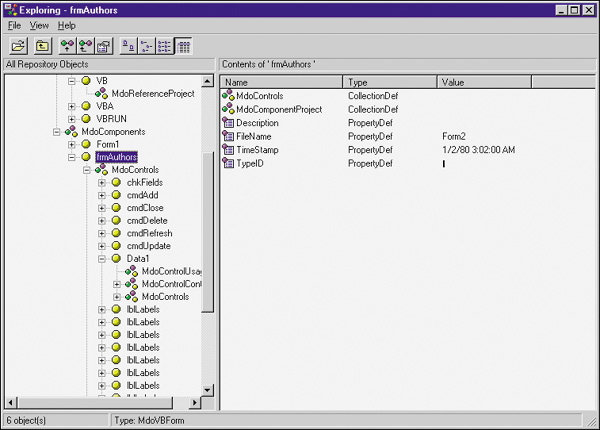 Exploring - frmAuthors
File View Help
All Repository Objects
Contents of ' frmAuthors '
VB
MdoReferenceProject
VBA
VBRUN
MdoComponents
Form1
frmAuthors
MdoControls
chkFields
cmdAdd
cmdClose
cmdDelete
cmdRefresh
cmdUpdate
Data1
MdoControlUsa
MdoControlCont
MdoControls
lblLabels
lblLabels
lblLabels
lblLabels
lblLabels
lblLabels
lblLabels
Name Type Value
MdoControls CollectionDef
MdoComponentProject CollectionDef
Description PropertyDef
FileName PropertyDef Form2
TimeStamp PropertyDef 1/2/80 3:02:00 AM
TypeID PropertyDef
6 object(s) Type: MdoVBForm